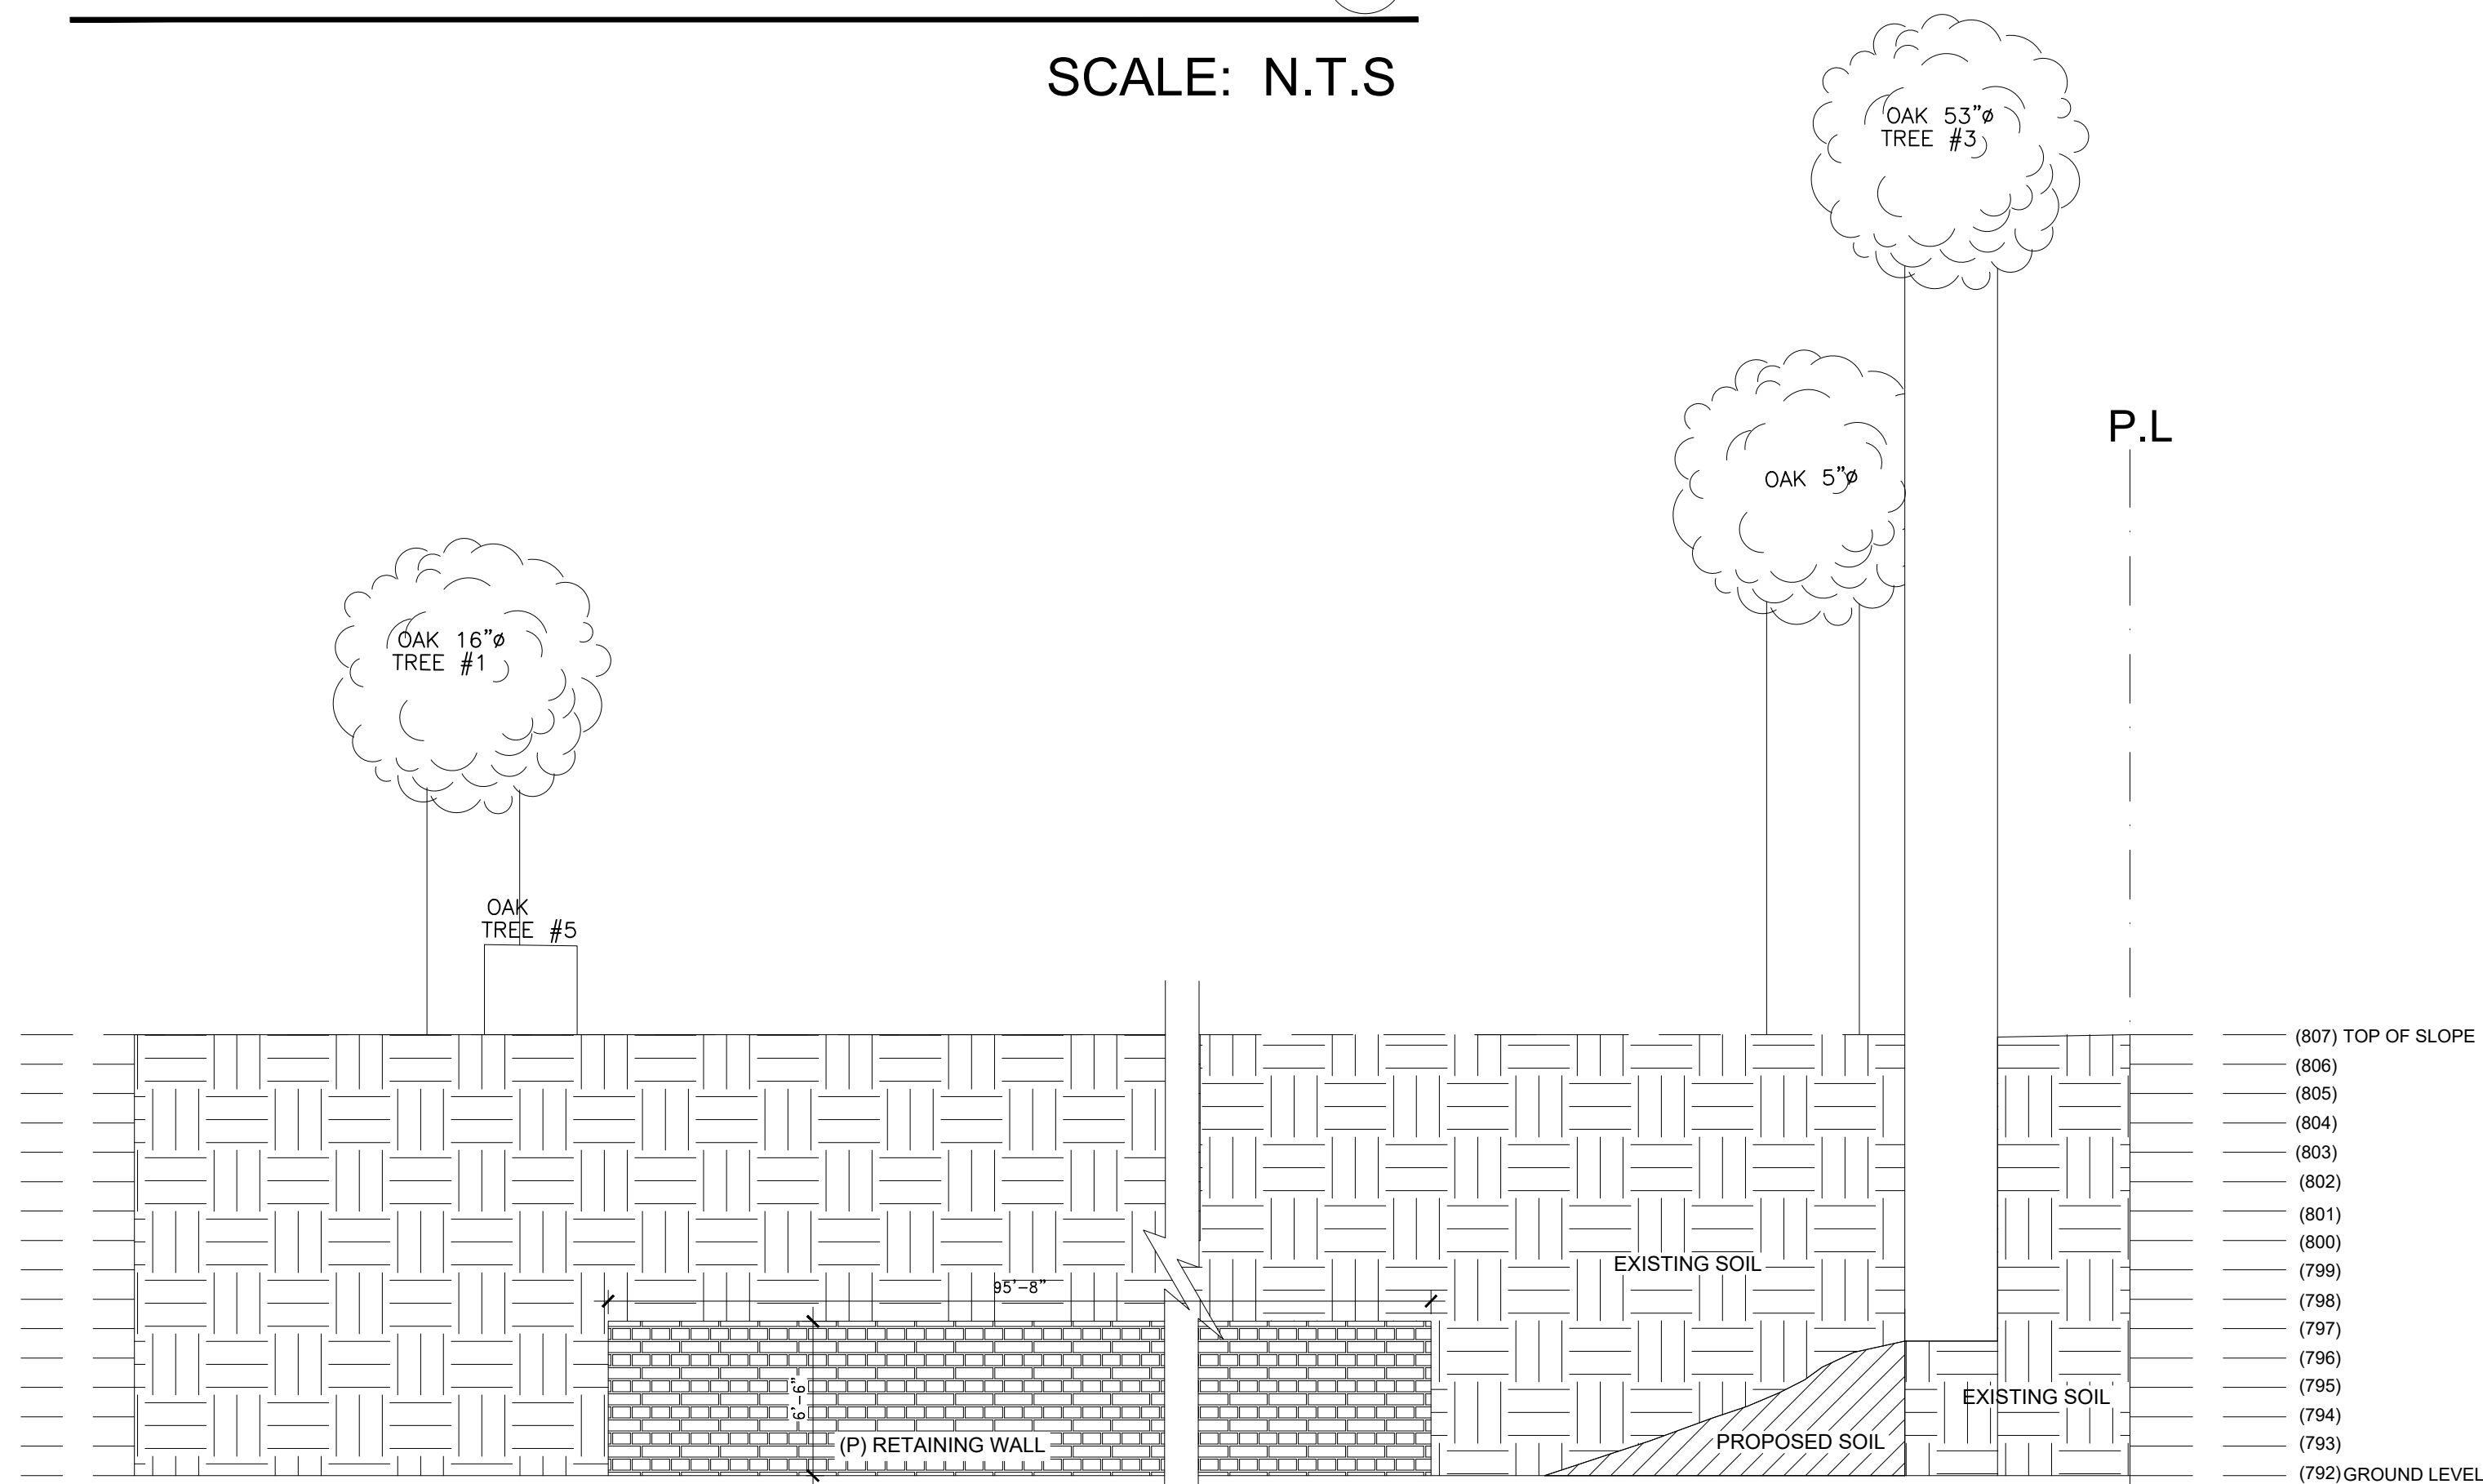 SCALE: N.T.S
OAK 53"ø
TREE #3
P.L
OAK 5"ø
OAK 16"ø
TREE #1
OAK
TREE #5
(807) TOP OF SLOPE
(806)
(805)
(804)
(803)
(802)
(801)
(800)
EXISTING SOIL
(799)
95'-8"
(798)
(797)
(796)
(795)
6'-6"
EXISTING SOIL
(794)
PROPOSED SOIL
(P) RETAINING WALL
(793)
(792) GROUND LEVEL